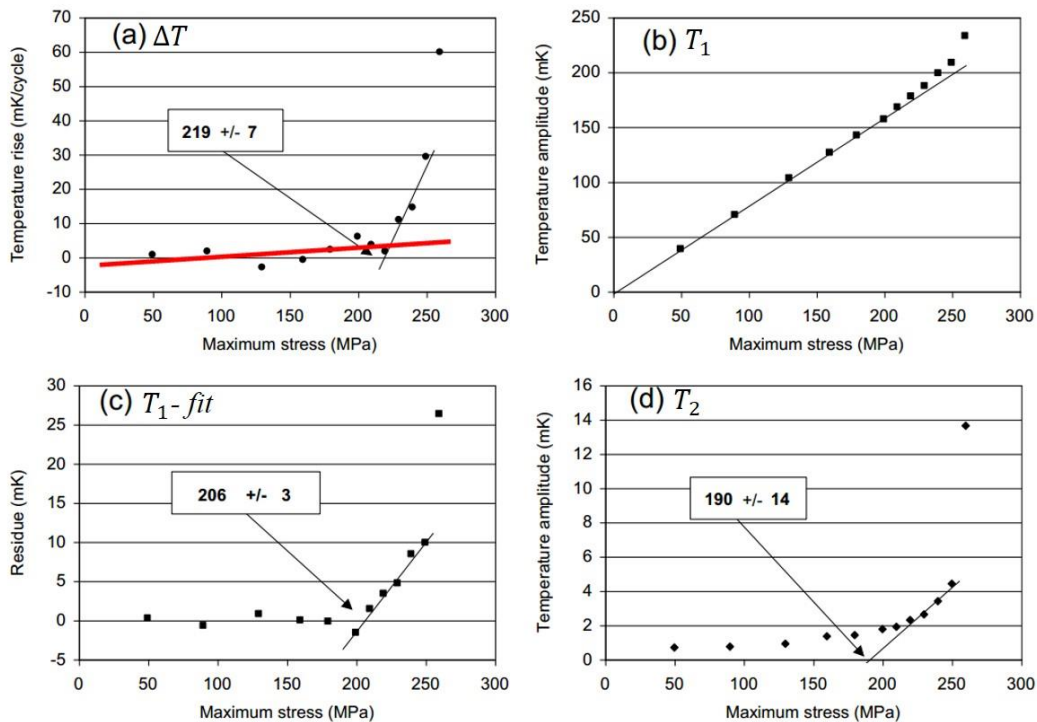 (a) ΔT
Temperature rise (mK/cycle)
70
60
50
40
30
20
10
0
-10
219 +/- 7
0 50 100 150 200 250 300
Maximum stress (MPa)
(b) T₁
Temperature amplitude (mK)
250
200
150
100
50
0
0 50 100 150 200 250 300
Maximum stress (MPa)
(c) T₁- fit
Residue (mK)
30
25
20
15
10
5
0
-5
206 +/- 3
0 50 100 150 200 250 300
Maximum stress (MPa)
(d) T₂
Temperature amplitude (mK)
16
14
12
10
8
6
4
2
0
190 +/- 14
0 50 100 150 200 250 300
Maximum stress (MPa)